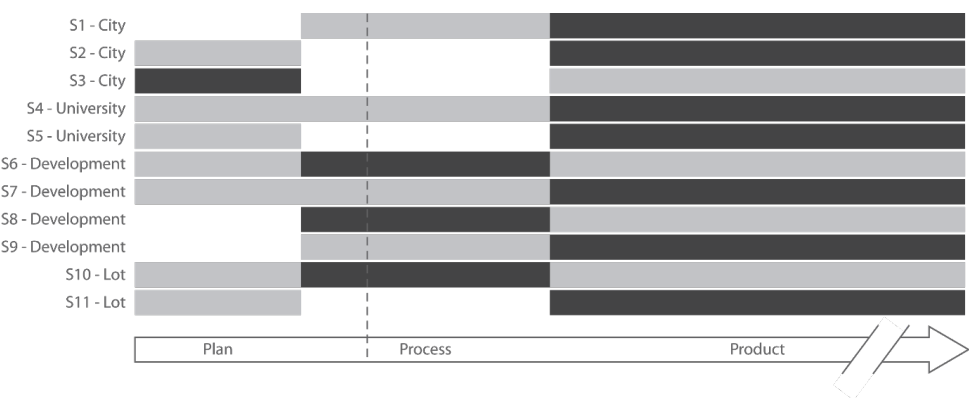 S1 - City
S2 - City
S3 - City
S4 - University
S5 - University
S6 - Development
S7 - Development
S8 - Development
S9 - Development
S10 - Lot
S11 - Lot
Plan Process Product